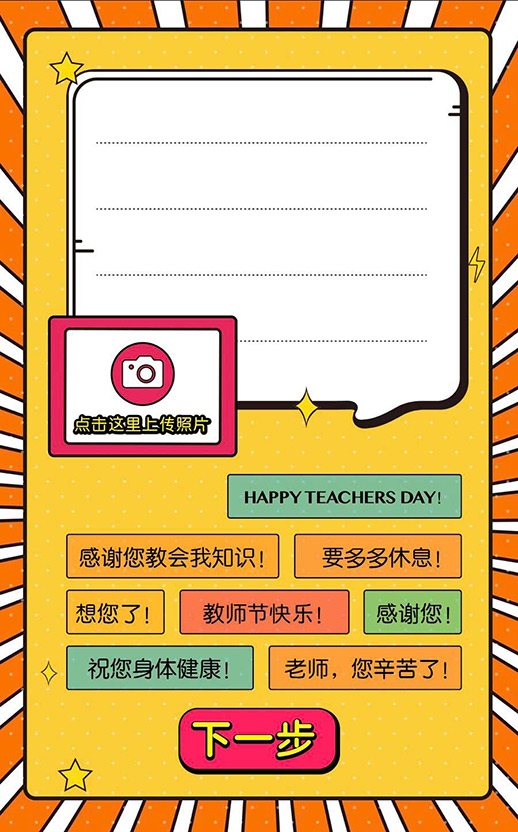 点击这里上传照片
HAPPY TEACHERS DAY!
感谢您教会我知识!
要多多休息!
想您了!
教师节快乐!
感谢您!
祝您身体健康!
老师，您辛苦了!
下一步